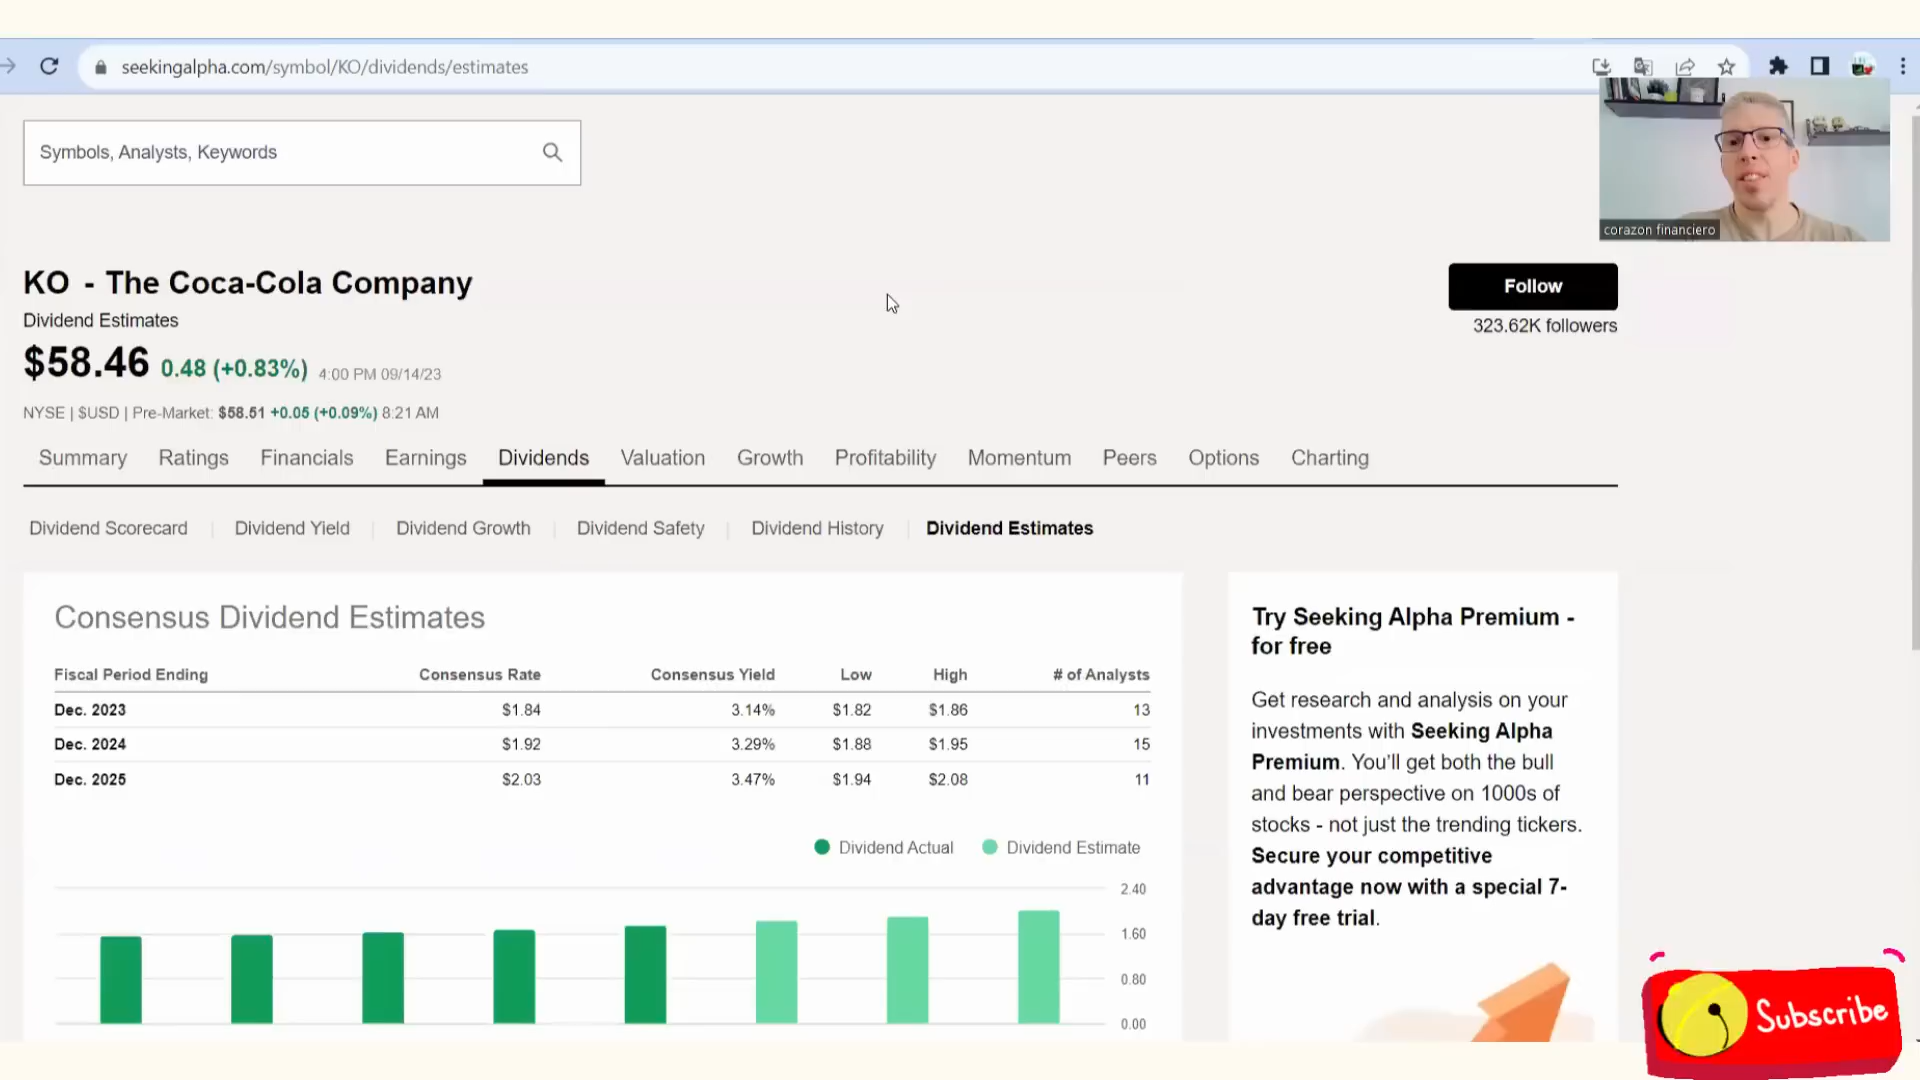 seekingalpha.com/symbol/KO/dividends/estimates
Symbols, Analysts, Keywords
corazon financiero
KO - The Coca-Cola Company
Follow
Dividend Estimates
323.62K followers
$58.46 0.48 (+0.83%) 4:00 PM 09/14/23
NYSE | $USD | Pre-Market: $58.51 +0.05 (+0.09%) 8:21 AM
Summary Ratings Financials Earnings Dividends Valuation Growth Profitability Momentum Peers Options Charting
Dividend Scorecard | Dividend Yield | Dividend Growth | Dividend Safety | Dividend History | Dividend Estimates
Consensus Dividend Estimates
Fiscal Period Ending Consensus Rate Consensus Yield Low High # of Analysts
Dec. 2023 $1.84 3.14% $1.82 $1.86 13
Dec. 2024 $1.92 3.29% $1.88 $1.95 15
Dec. 2025 $2.03 3.47% $1.94 $2.08 11
Dividend Actual Dividend Estimate
2.40
1.60
0.80
0.00
Try Seeking Alpha Premium -
for free
Get research and analysis on your
investments with Seeking Alpha
Premium. You'll get both the bull
and bear perspective on 1000s of
stocks - not just the trending tickers.
Secure your competitive
advantage now with a special 7-
day free trial.
Subscribe